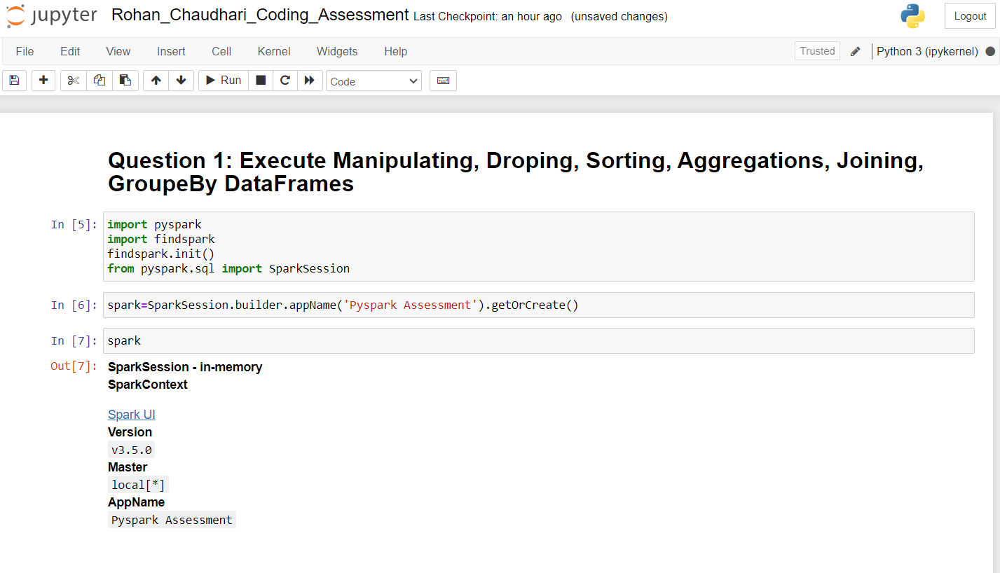 jupyter Rohan_Chaudhari_Coding_Assessment Last Checkpoint: an hour ago (unsaved changes) Logout
File Edit View Insert Cell Kernel Widgets Help Trusted Python 3 (ipykernel)
Run Code
Question 1: Execute Manipulating, Droping, Sorting, Aggregations, Joining,
GroupeBy DataFrames
In [5]: import pyspark
import findspark
findspark.init()
from pyspark.sql import SparkSession
In [6]: spark=SparkSession.builder.appName('Pyspark Assessment').getOrCreate()
In [7]: spark
Out[7]: SparkSession - in-memory
SparkContext
Spark UI
Version
v3.5.0
Master
local[*]
AppName
Pyspark Assessment